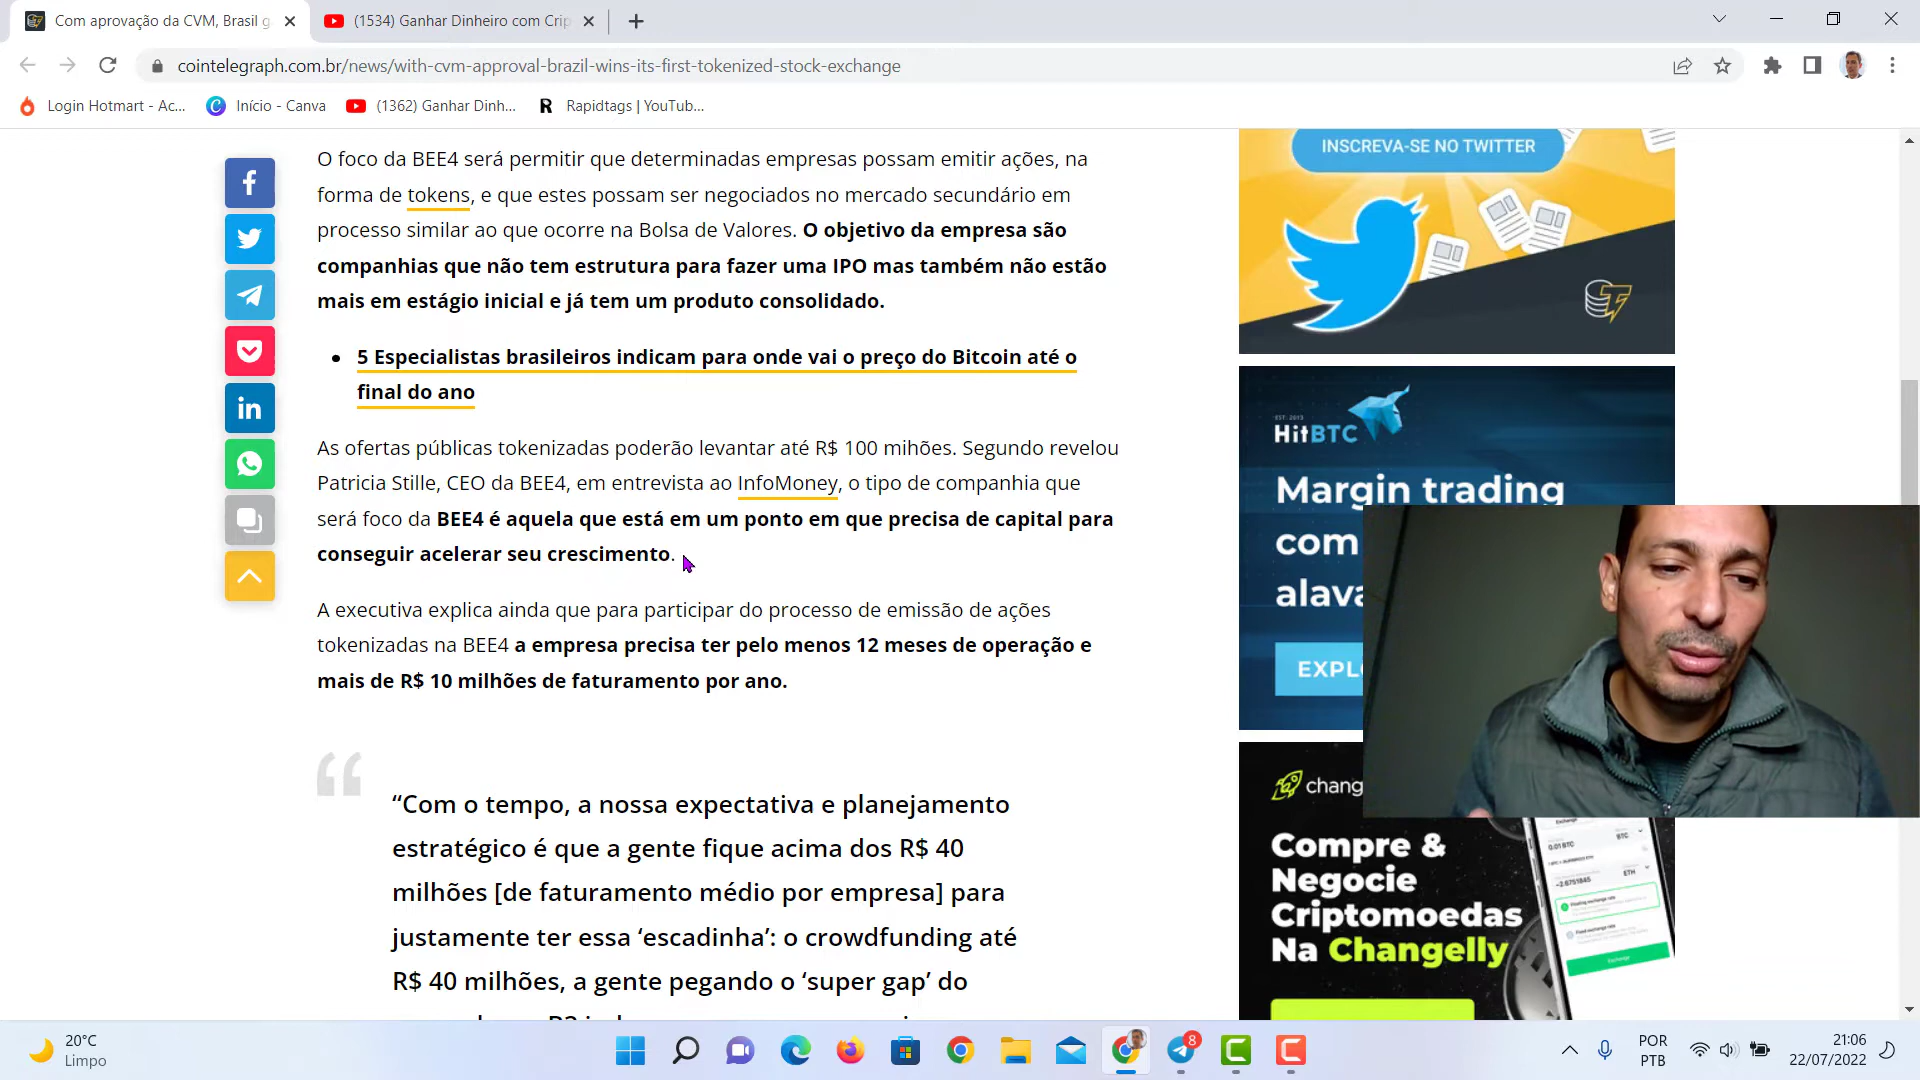 Com aprovação da CVM, Brasil g
(1534) Ganhar Dinheiro com Crip
cointelegraph.com.br/news/with-cvm-approval-brazil-wins-its-first-tokenized-stock-exchange
Login Hotmart - Ac...
Início - Canva
(1362) Ganhar Dinh...
Rapidtags | YouTub...
O foco da BEE4 será permitir que determinadas empresas possam emitir ações, na
forma de tokens, e que estes possam ser negociados no mercado secundário em
processo similar ao que ocorre na Bolsa de Valores. O objetivo da empresa são
companhias que não tem estrutura para fazer uma IPO mas também não estão
mais em estágio inicial e já tem um produto consolidado.
5 Especialistas brasileiros indicam para onde vai o preço do Bitcoin até o
final do ano
As ofertas públicas tokenizadas poderão levantar até R$ 100 mihões. Segundo revelou
Patricia Stille, CEO da BEE4, em entrevista ao InfoMoney, o tipo de companhia que
será foco da BEE4 é aquela que está em um ponto em que precisa de capital para
conseguir acelerar seu crescimento.
A executiva explica ainda que para participar do processo de emissão de ações
tokenizadas na BEE4 a empresa precisa ter pelo menos 12 meses de operação e
mais de R$ 10 milhões de faturamento por ano.
“Com o tempo, a nossa expectativa e planejamento
estratégico é que a gente fique acima dos R$ 40
milhões [de faturamento médio por empresa] para
justamente ter essa ‘escadinha’: o crowdfunding até
R$ 40 milhões, a gente pegando o ‘super gap’ do
INSCREVA-SE NO TWITTER
EST. 2013
HitBTC
Margin trading
com
alava
EXPL
chang
Compre &
Negocie
Criptomoedas
Na Changelly
0.01 BTC
BTC
ETH
Exchange
20°C
Limpo
8
POR
PTB
21:06
22/07/2022